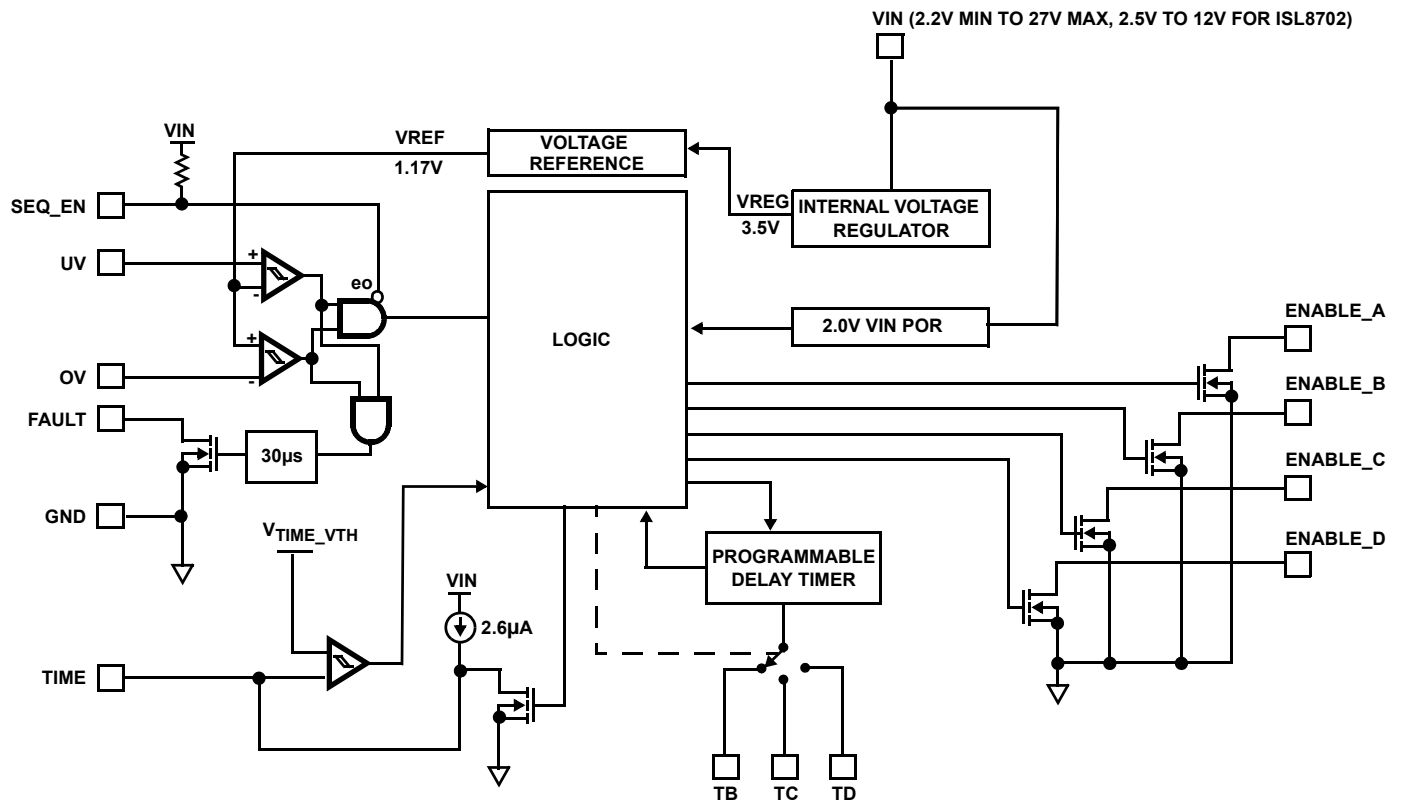 VIN (2.2V MIN TO 27V MAX, 2.5V TO 12V FOR ISL8702)
VIN
VREF
1.17V
VOLTAGE
REFERENCE
SEQ_EN
VREG
3.5V
INTERNAL VOLTAGE
REGULATOR
UV
+
-
eo
LOGIC
2.0V VIN POR
ENABLE_A
+
-
OV
ENABLE_B
FAULT
30µs
ENABLE_C
GND
VTIME_VTH
ENABLE_D
PROGRAMMABLE
DELAY TIMER
VIN
2.6µA
TIME
TB
TC
TD